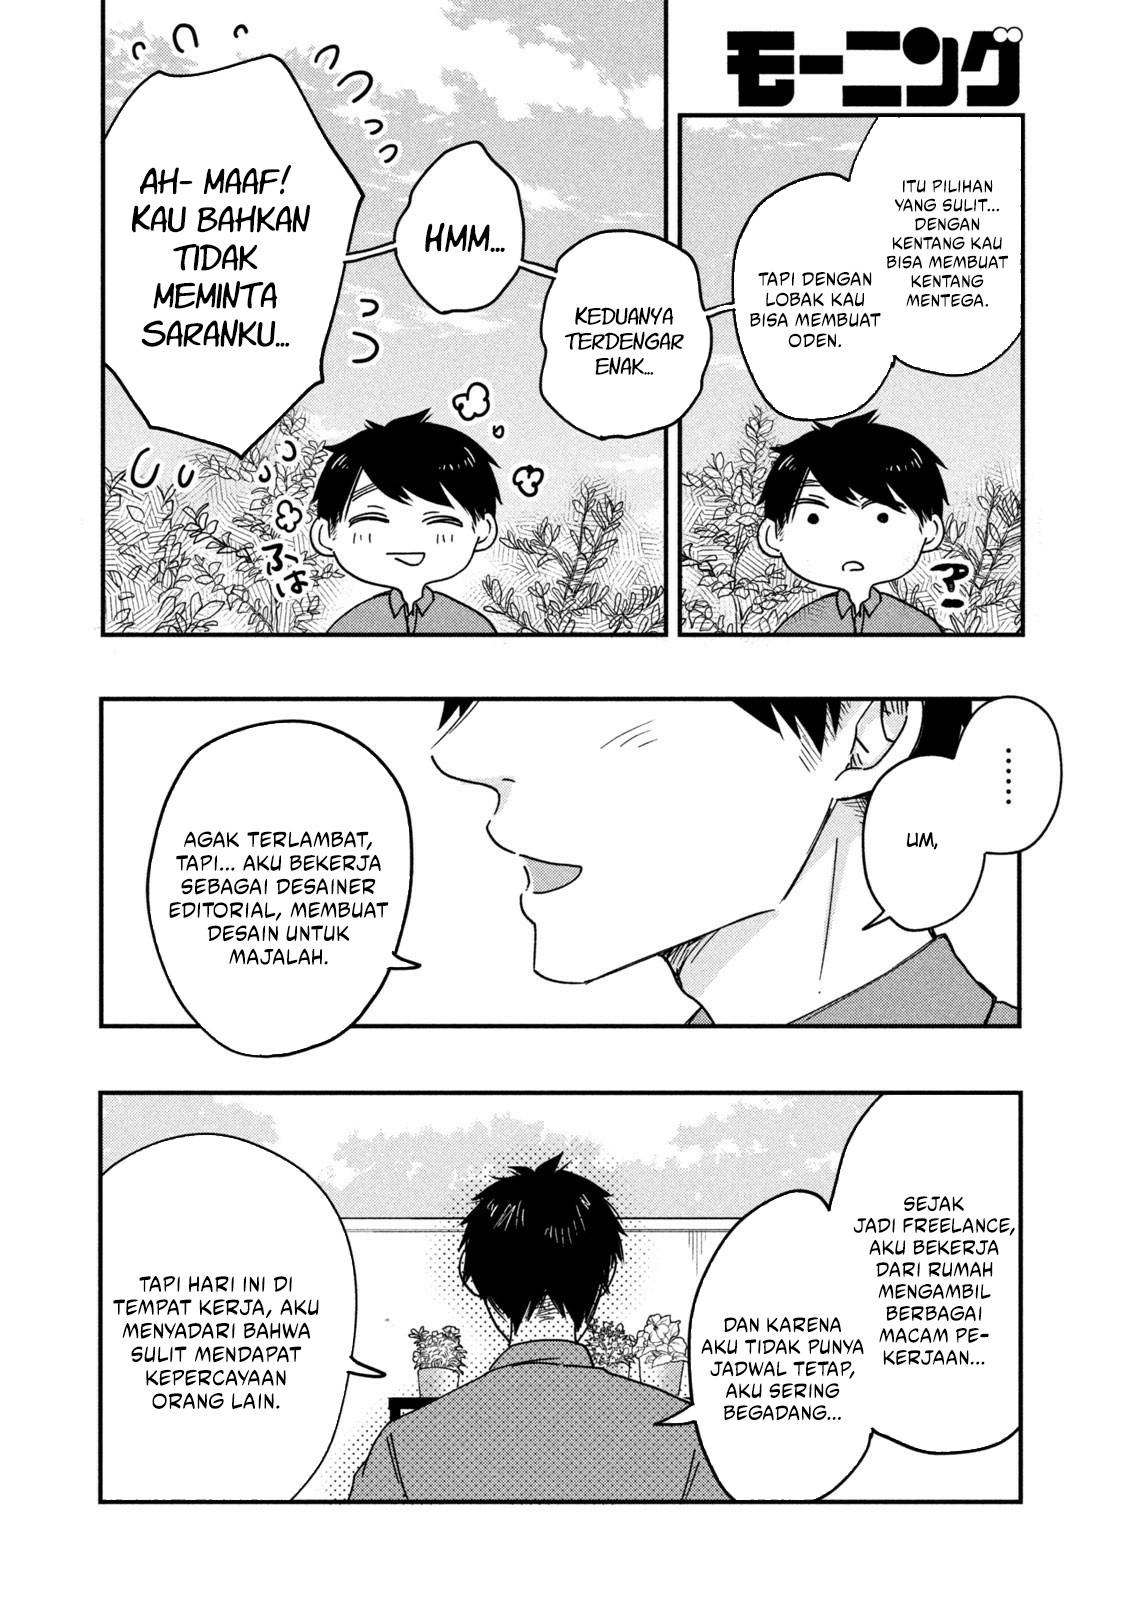 モーニング
ITU PILIHAN
YANG SULIT...
DENGAN
KENTANG KAU
BISA MEMBUAT
KENTANG
MENTEGA.
TAPI DENGAN
LOBAK KAU
BISA MEMBUAT
ODEN.
マニ
KEDUANYA
TERDENGAR
ENAK...
HMM...
AH- MAAF!
KAU BAHKAN
TIDAK
MEMINTA
SARANKU...
ふは
.......
UM,
AGAK TERLAMBAT,
TAPI... AKU BEKERJA
SEBAGAI DESAINER
EDITORIAL, MEMBUAT
DESAIN UNTUK
MAJALAH.
SEJAK
JADI FREELANCE,
AKU BEKERJA
DARI RUMAH
MENGAMBIL
BERBAGAI
MACAM PE-
KERJAAN...
DAN KARENA
AKU TIDAK PUNYA
JADWAL TETAP,
AKU SERING
BEGADANG...
TAPI HARI INI DI
TEMPAT KERJA, AKU
MENYADARI BAHWA
SULIT MENDAPAT
KEPERCAYAAN
ORANG LAIN.